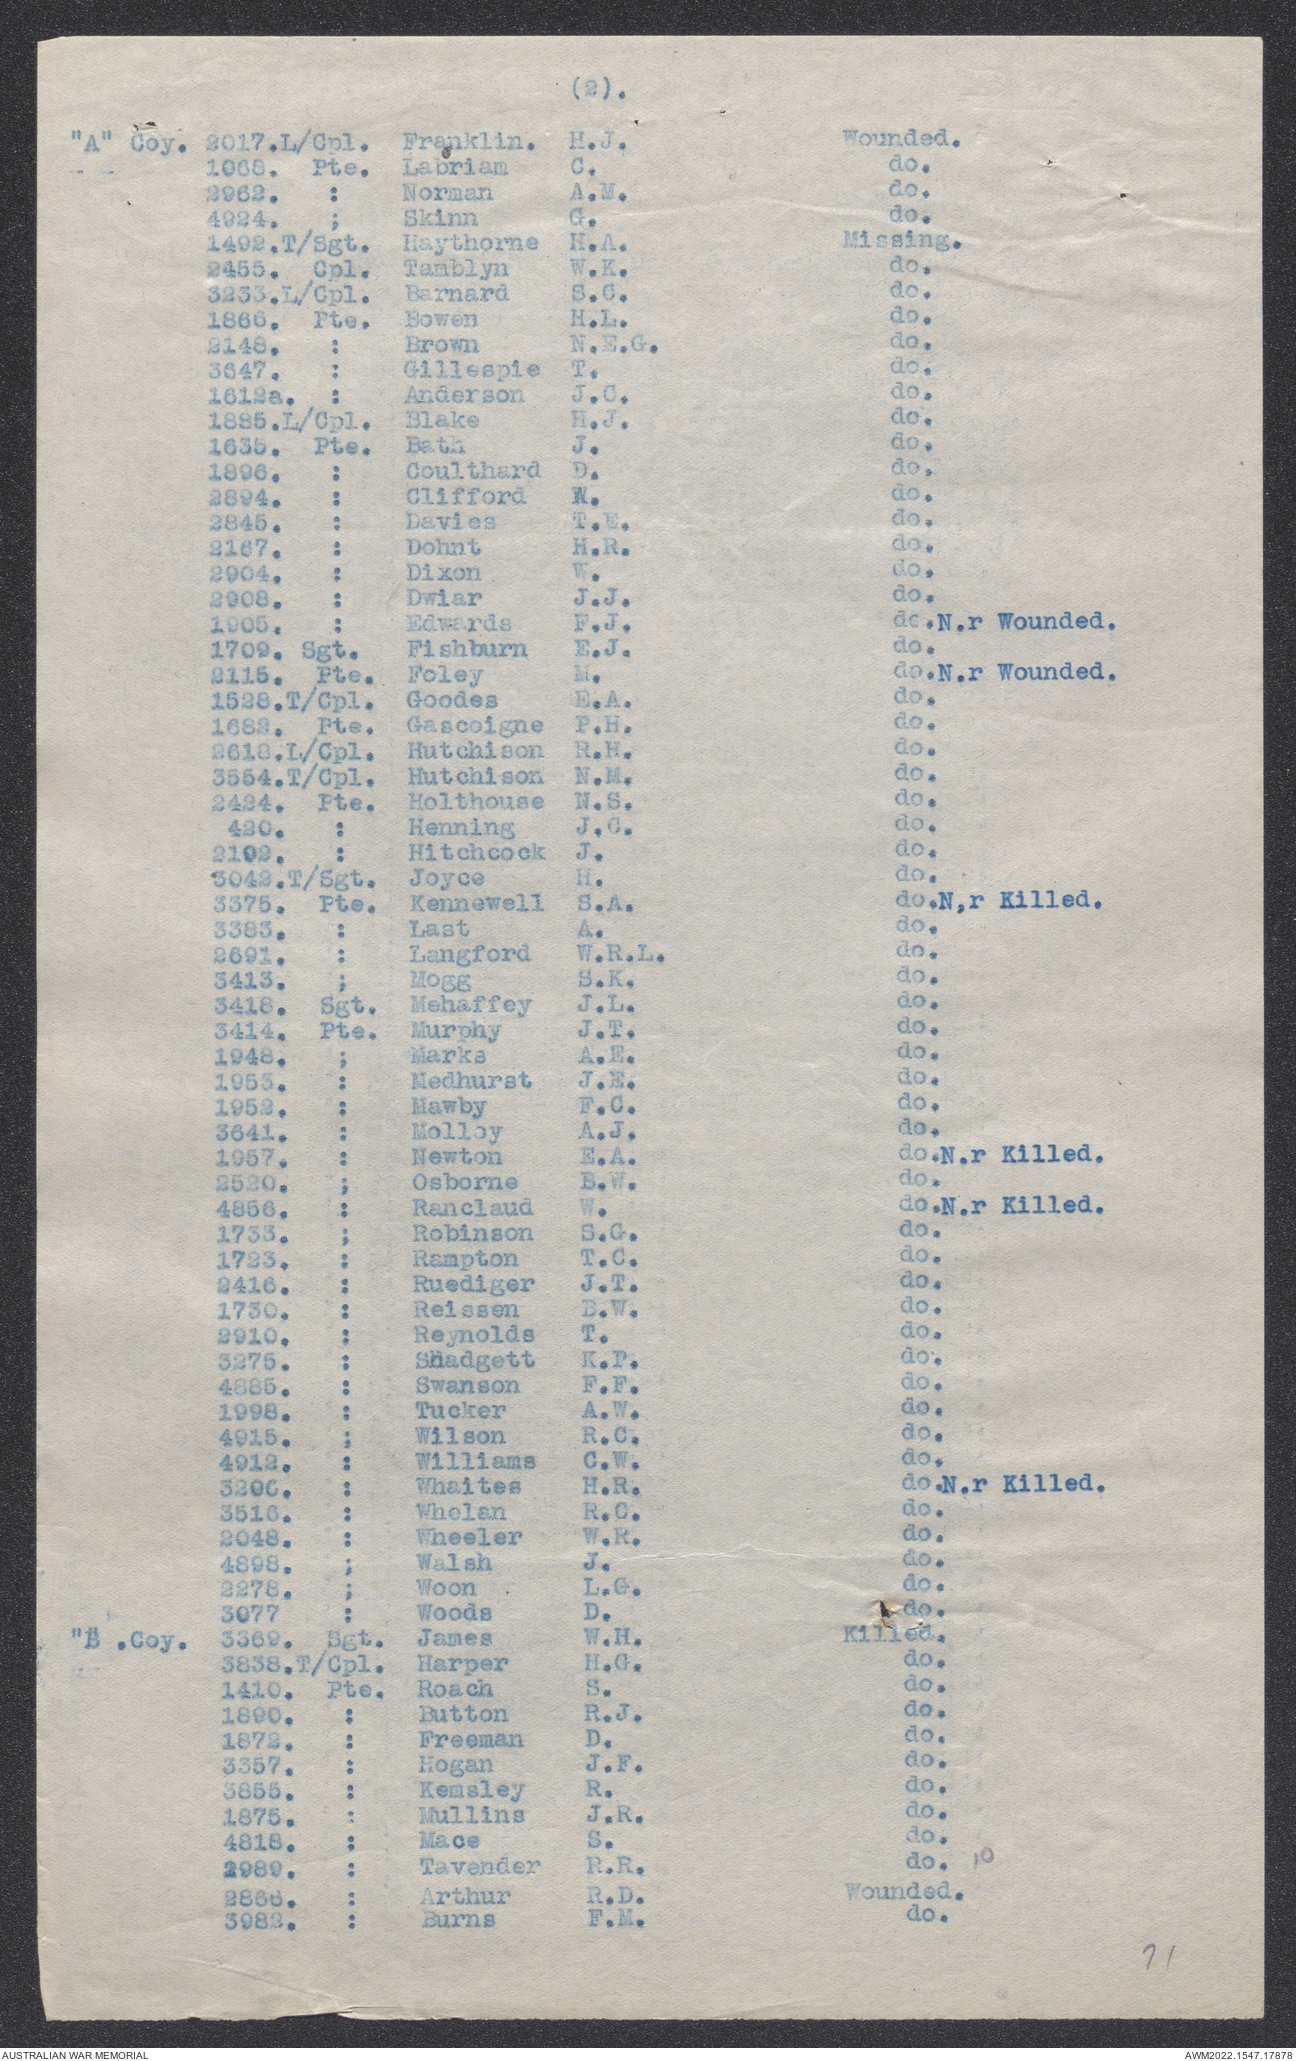 (2).
"A" Coy. 2017.L/Cpl. Franklin. H.J. Wounded.
1068. Pte. Labriam C. do.
2962. : Norman A.M. do.
4924. ; Skinn G. do.
1492.T/Sgt. Haythorne H.A. Missing.
2455. Cpl. Tamblyn W.K. do.
3233.L/Cpl. Barnard S.C. do.
1866. Pte. Bowen H.L. do.
2148. : Brown N.E.G. do.
3647. : Gillespie T. do.
1612a. : Anderson J.C. do.
1885.L/Cpl. Blake H.J. do.
1635. Pte. Bath J. do.
1896. : Coulthard D. do.
2894. : Clifford W. do.
2845. : Davies T.E. do.
2167. : Dohnt H.R. do.
2904. : Dixon W. do.
2908. : Dwiar J.J. do.
1905. : Edwards F.J. do.N.r Wounded.
1709. Sgt. Fishburn E.J. do.
2115. Pte. Foley M. do.N.r Wounded.
1528.T/Cpl. Goodes E.A. do.
1682. Pte. Gascoigne P.H. do.
2618.L/Cpl. Hutchison R.H. do.
3554.T/Cpl. Hutchison N.M. do.
2424. Pte. Holthouse N.S. do.
420. : Henning J.C. do.
2192. : Hitchcock J. do.
3042.T/Sgt. Joyce H. do.
3375. Pte. Kennewell S.A. do.N,r Killed.
3383. : Last A. do.
2691. : Langford W.R.L. do.
3413. ; Mogg S.K. do.
3418. Sgt. Mehaffey J.L. do.
3414. Pte. Murphy J.T. do.
1948. ; Marks A.E. do.
1953. : Medhurst J.E. do.
1952. : Mawby F.C. do.
3641. : Molloy A.J. do.
1957. : Newton E.A. do.N.r Killed.
2520. ; Osborne B.W. do.
4856. : Ranclaud W. do.N.r Killed.
1733. ; Robinson S.G. do.
1723. : Rampton T.C. do.
2416. : Ruediger J.T. do.
1730. : Reissen B.W. do.
2910. : Reynolds T. do.
3275. : Shadgett K.P. do.
4885. : Swanson F.F. do.
1998. : Tucker A.W. do.
4915. ; Wilson R.C. do.
4912. : Williams C.W. do.
3206. : Whaites H.R. do.N.r Killed.
3516. : Whelan R.C. do.
2048. : Wheeler W.R. do.
4898. ; Walsh J. do.
2278. ; Woon L.G. do.
3077 : Woods D. do.
"B" .Coy. 3369. Sgt. James W.H. Killed.
3838.T/Cpl. Harper H.G. do.
1410. Pte. Roach S. do.
1890. : Button R.J. do.
1872. : Freeman D. do.
3357. : Hogan J.F. do.
3855. : Kemsley R. do.
1875. : Mullins J.R. do.
4818. : Mace S. do.
2989. : Tavender R.R. do. 10
2866. : Arthur R.D. Wounded.
3982. : Burns F.M. do.
71
AUSTRALIAN WAR MEMORIAL AWM2022.1547.17878